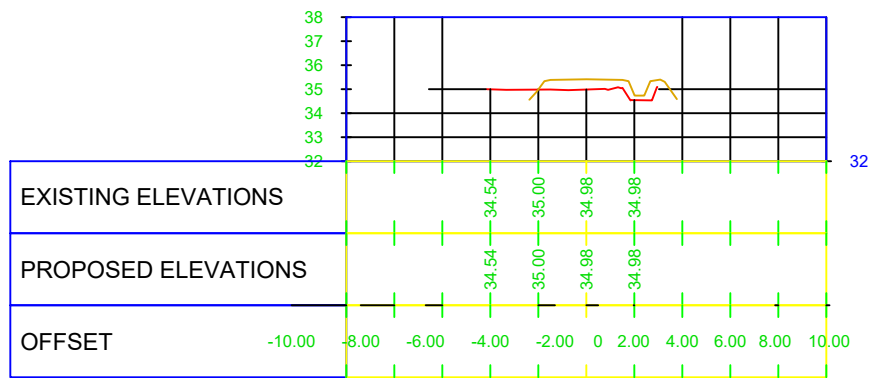 38
37
36
35
34
33
32
32
EXISTING ELEVATIONS 34.54 35.00 34.98 34.98
PROPOSED ELEVATIONS 34.54 35.00 34.98 34.98
OFFSET -10.00 -8.00 -6.00 -4.00 -2.00 0 2.00 4.00 6.00 8.00 10.00